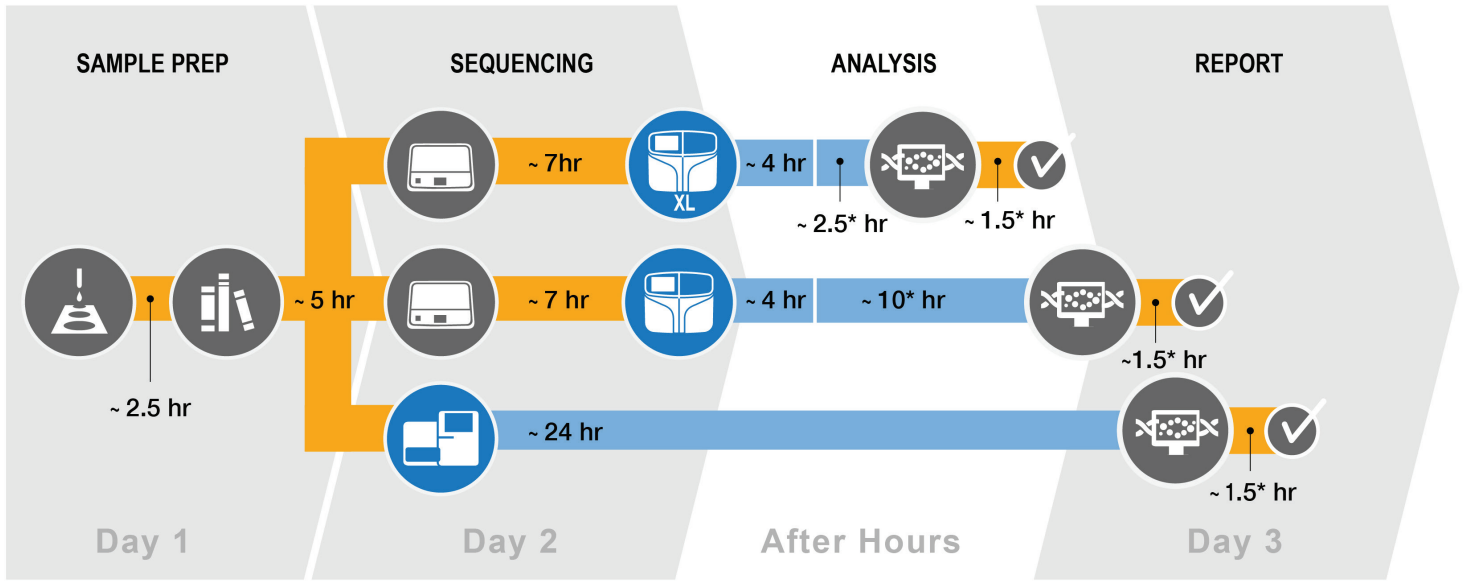 SAMPLE PREP
SEQUENCING
ANALYSIS
REPORT
~ 7hr
XL
~ 4 hr
~ 2.5* hr
~ 1.5* hr
~ 2.5 hr
~ 5 hr
~ 7 hr
~ 4 hr
~ 10* hr
~1.5* hr
~ 24 hr
~ 1.5* hr
Day 1
Day 2
After Hours
Day 3